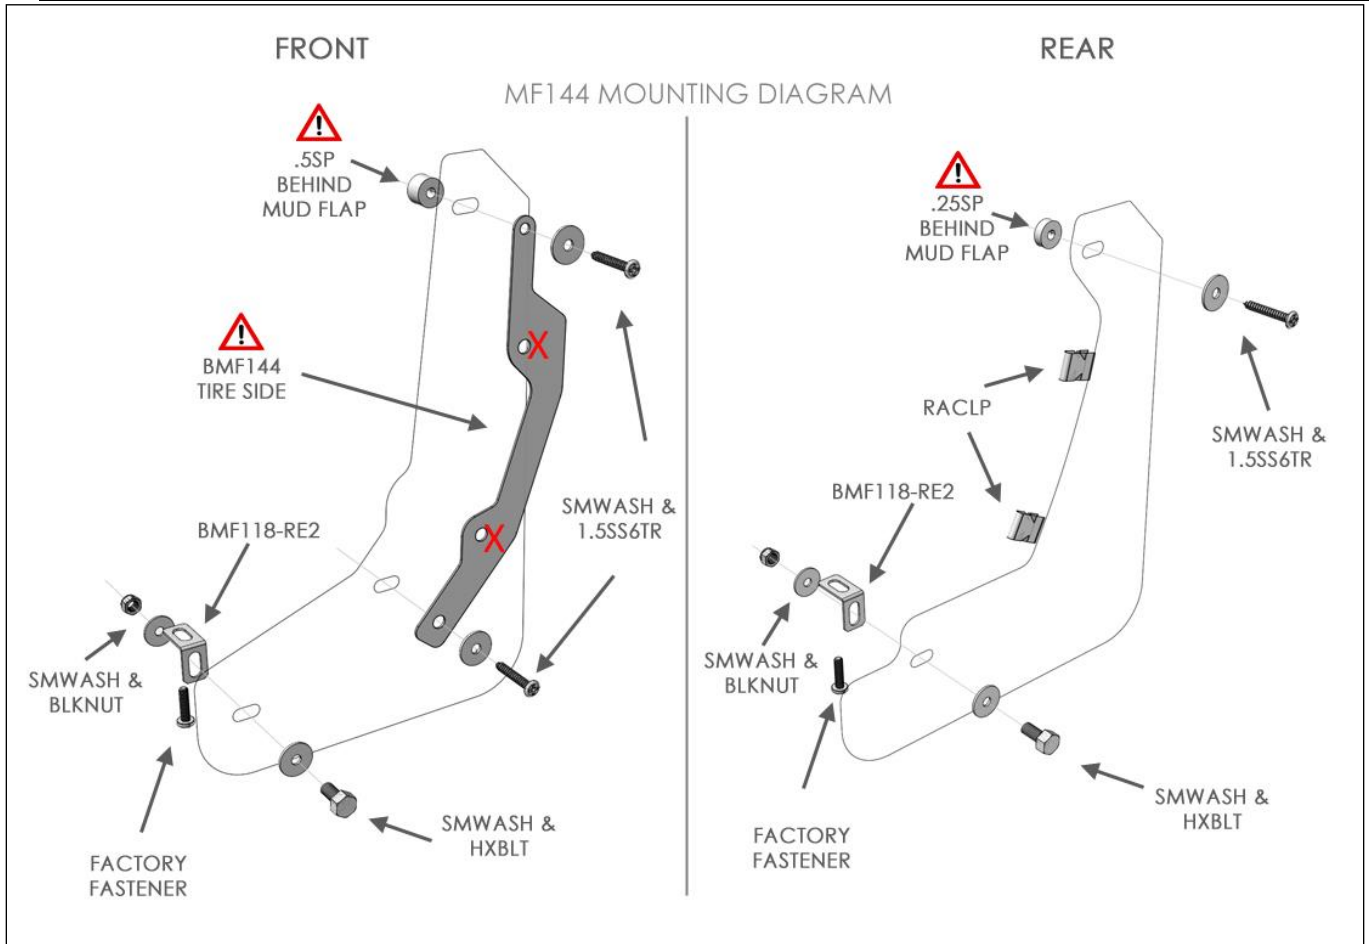 FRONT
REAR
MF144 MOUNTING DIAGRAM
.5SP
BEHIND
MUD FLAP
BMF144
TIRE SIDE
X
X
SMWASH &
1.5SS6TR
BMF118-RE2
SMWASH &
BLKNUT
FACTORY
FASTENER
SMWASH &
HXBLT
.25SP
BEHIND
MUD FLAP
RACLP
SMWASH &
1.5SS6TR
BMF118-RE2
SMWASH &
BLKNUT
FACTORY
FASTENER
SMWASH &
HXBLT